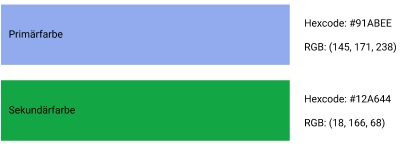 Primärfarbe
Hexcode: #91ABEE
RGB: (145, 171, 238)
Sekundärfarbe
Hexcode: #12A644
RGB: (18, 166, 68)